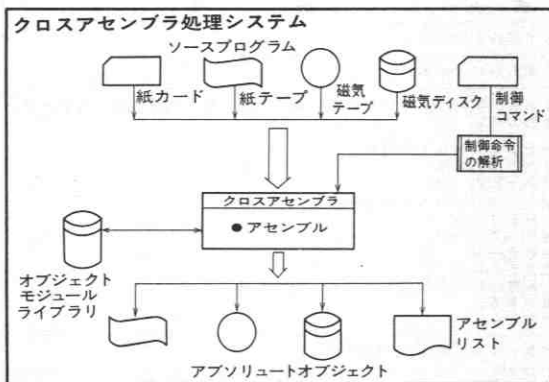 クロスアセンブラ処理システム
ソースプログラム
紙カード
紙テープ
磁気
テープ
磁気ディスク
制御
コマンド
制御命令
の解析
クロスアセンブラ
●アセンブル
オブジェクト
モジュール
ライブラリ
アセンブル
リスト
アブソリュートオブジェクト